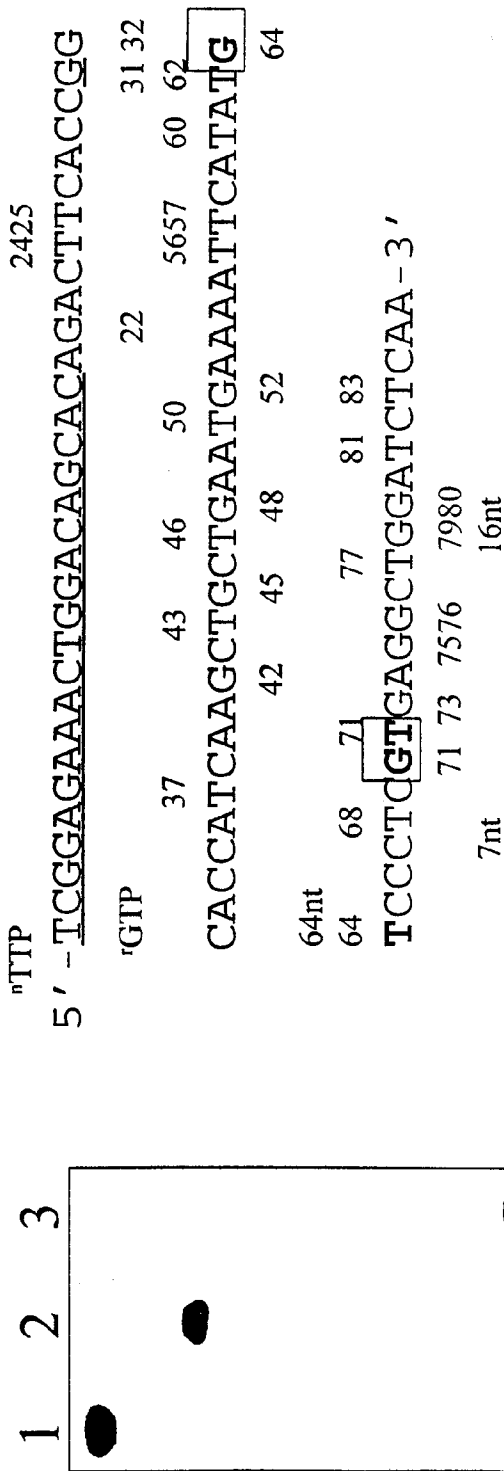 1 2 3
ⁿTTP 2425
5'-TCGGAGAAACTGGACAGCACAGACTTCACCGG
ʳGTP 22 31 32
37 43 46 50 5657 60 62
CACCATCAAGCTGCTGAATGAAAATTCATATG
42 45 48 52 64
64nt
64 68 71 77 81 83
TCCCTCGTGAGGCTGGATCTCAA-3'
71 73 7576 7980
7nt 16nt